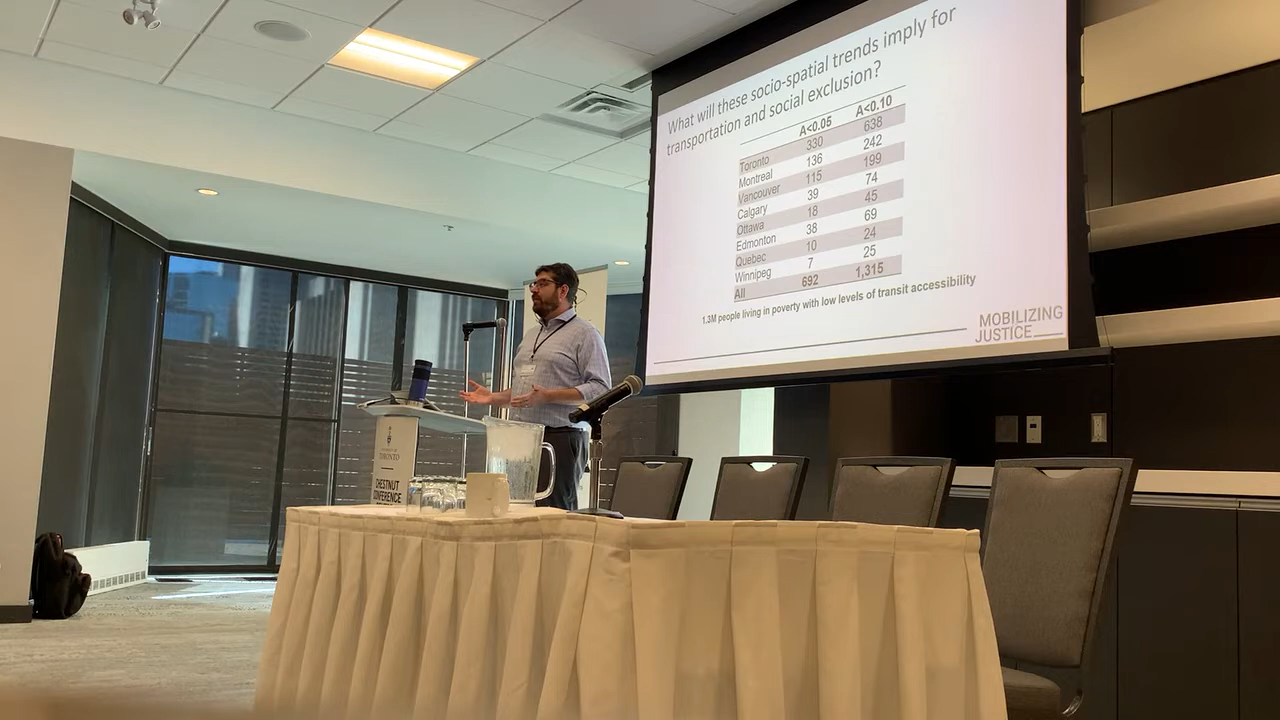 What will these socio-spatial trends imply for
transportation and social exclusion?
A<0.05 A<0.10
Toronto 330 638
Montreal 136 242
Vancouver 115 199
Calgary 39 74
Ottawa 18 45
Edmonton 38 69
Quebec 10 24
Winnipeg 7 25
All 692 1,315
1.3M people living in poverty with low levels of transit accessibility
MOBILIZING
JUSTICE
TORONTO
CHESTNUT
CONFERENCE